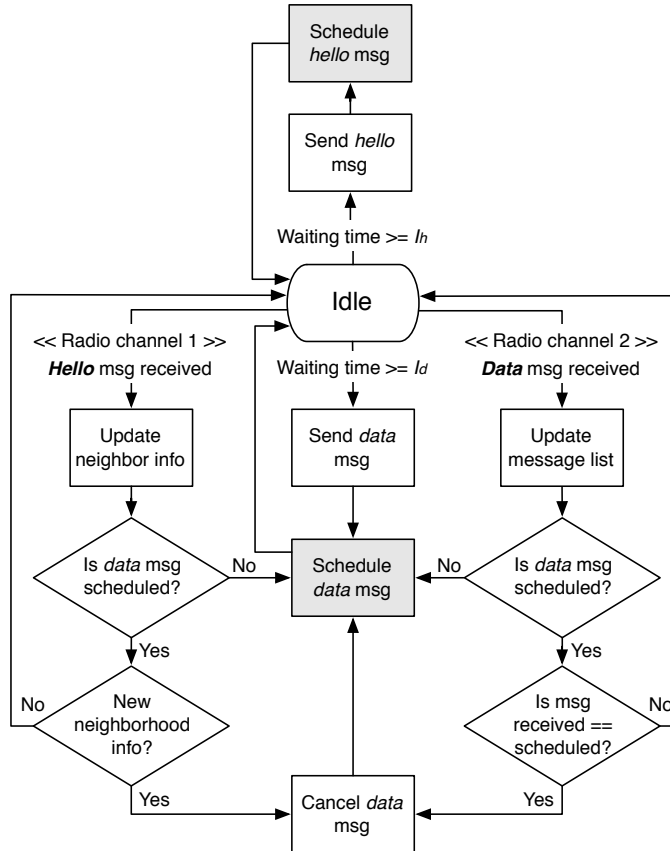 Schedule
hello msg
Send hello
msg
Waiting time >= Ih
Idle
<< Radio channel 1 >>
Hello msg received
Waiting time >= Id
<< Radio channel 2 >>
Data msg received
Update
neighbor info
Send data
msg
Update
message list
Is data msg
scheduled?
No
Schedule
data msg
No
Is data msg
scheduled?
Yes
Yes
No
New
neighborhood
info?
Is msg
received ==
scheduled?
No
Yes
Cancel data
msg
Yes